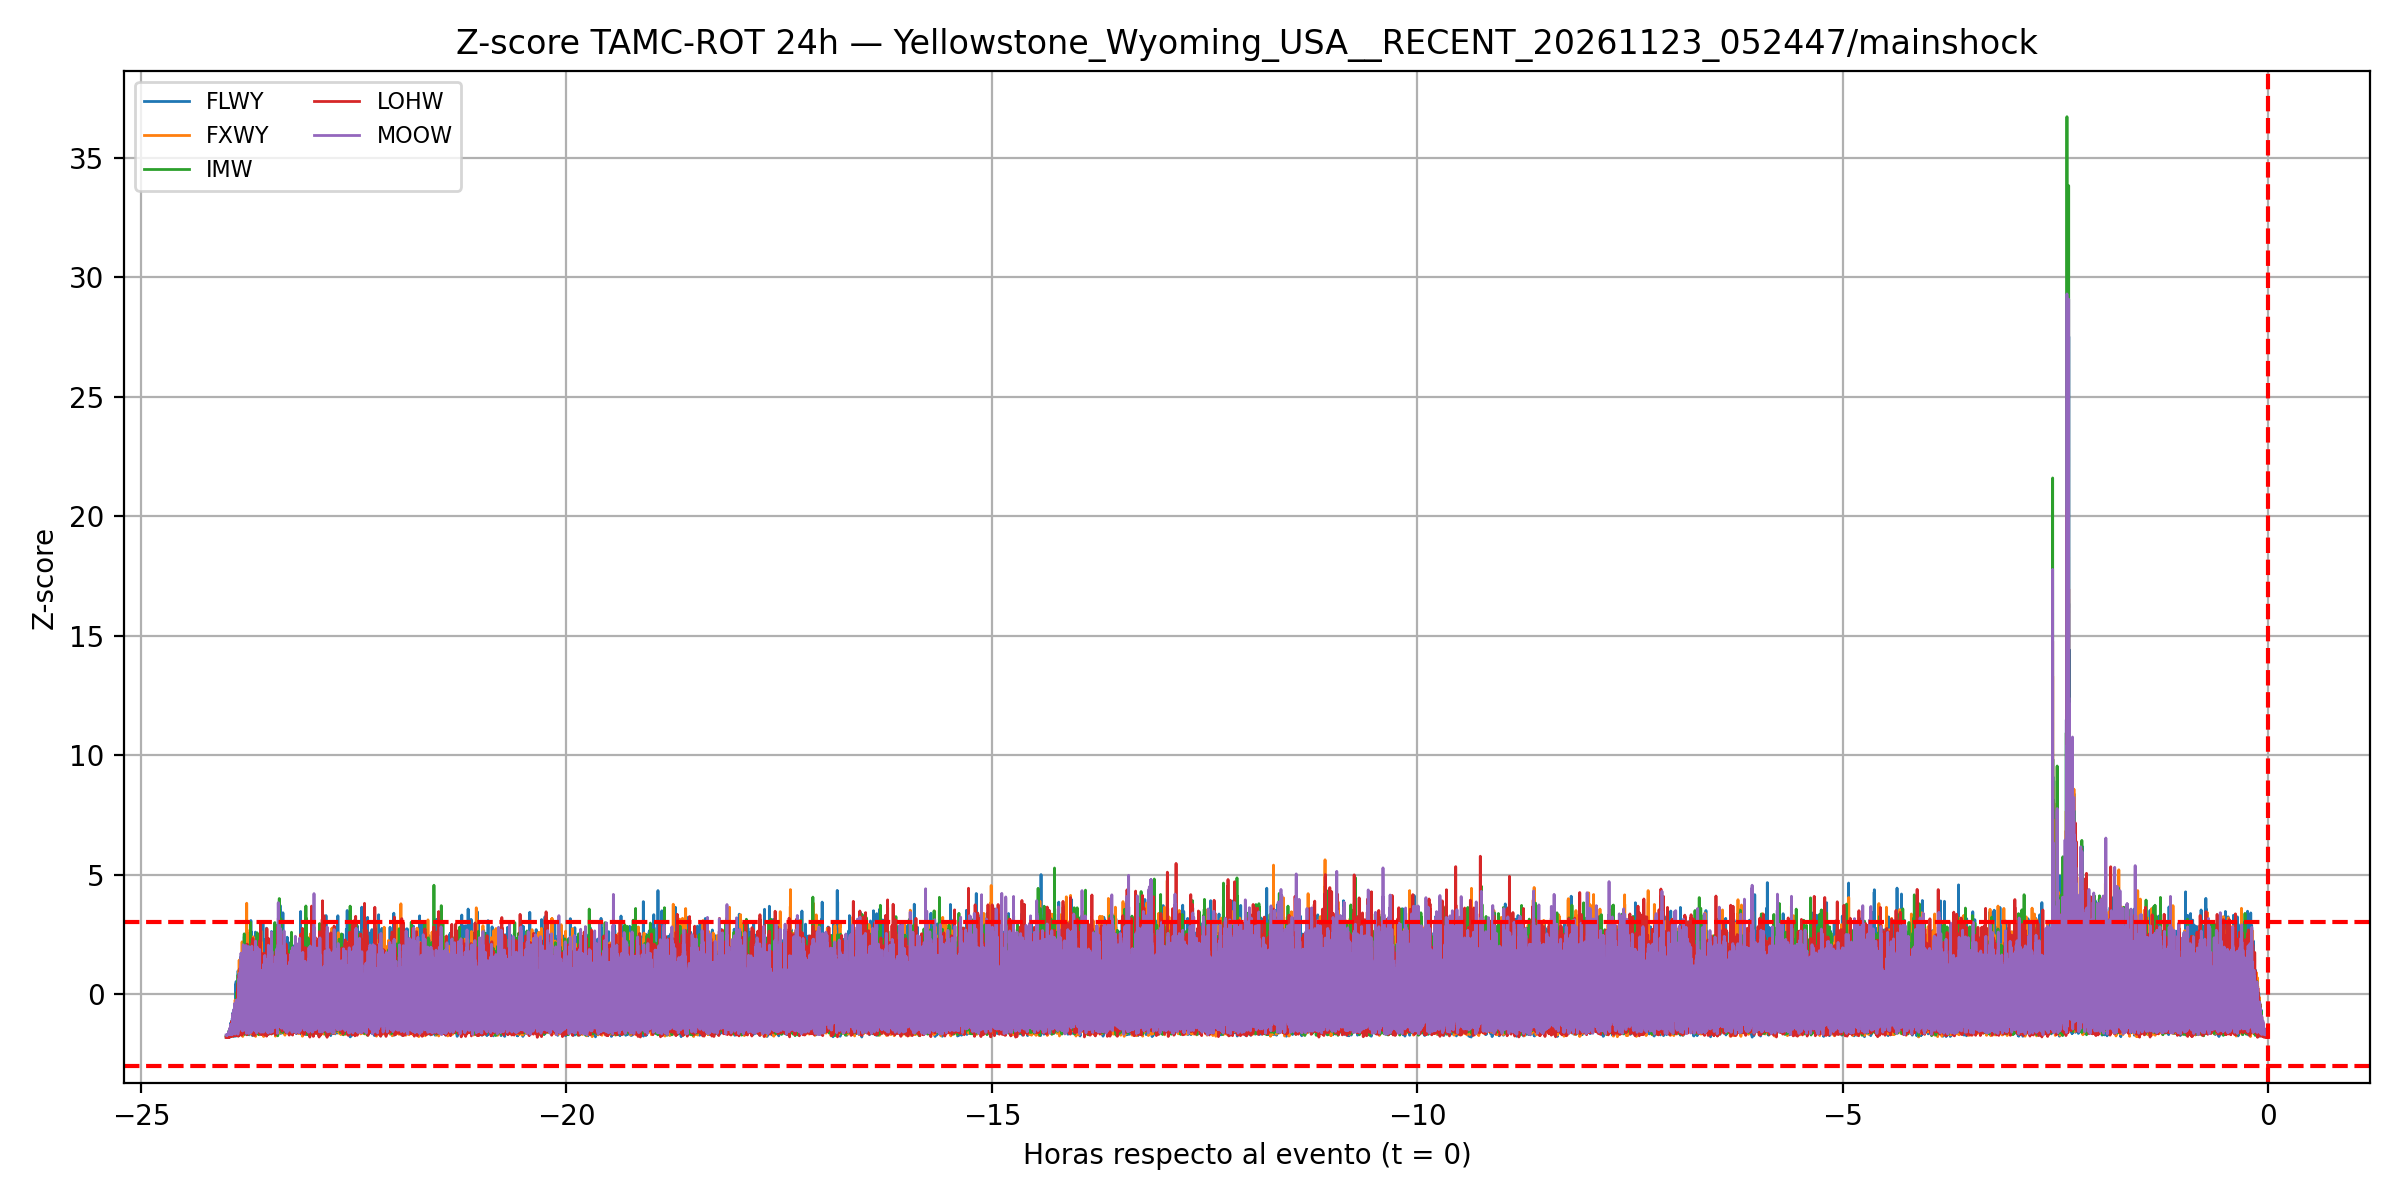 Z-score TAMC-ROT 24h — Yellowstone_Wyoming_USA__RECENT_20261123_052447/mainshock
FLWY
FXWY
IMW
LOHW
MOOW
35
30
25
20
15
10
5
0
Z-score
−25
−20
−15
−10
−5
0
Horas respecto al evento (t = 0)